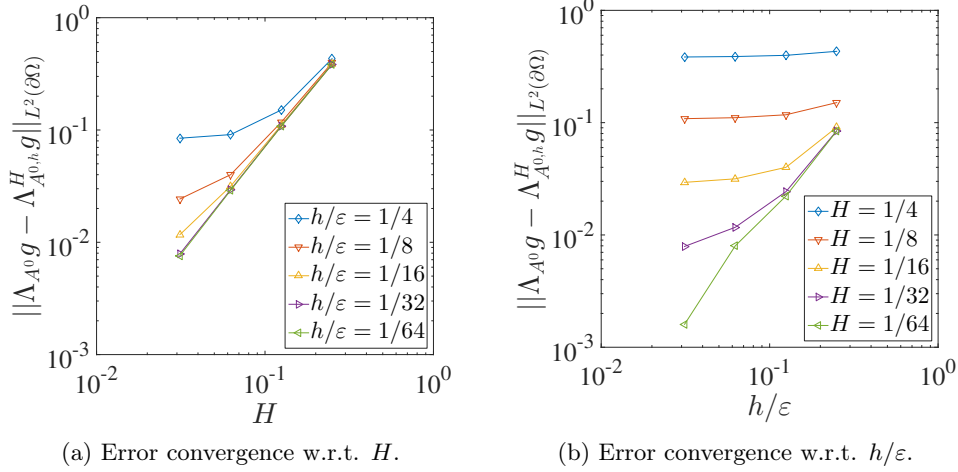 10^0
10^{-1}
10^{-2}
10^{-3}
||Λ_{A^0} g − Λ^H_{A^{0,h}} g||_{L^2(∂Ω)}
h/ε = 1/4
h/ε = 1/8
h/ε = 1/16
h/ε = 1/32
h/ε = 1/64
10^{-2}
10^{-1}
10^0
H
(a) Error convergence w.r.t. H.
10^0
10^{-1}
10^{-2}
10^{-3}
||Λ_{A^0} g − Λ^H_{A^{0,h}} g||_{L^2(∂Ω)}
H = 1/4
H = 1/8
H = 1/16
H = 1/32
H = 1/64
10^{-2}
10^{-1}
10^0
h/ε
(b) Error convergence w.r.t. h/ε.